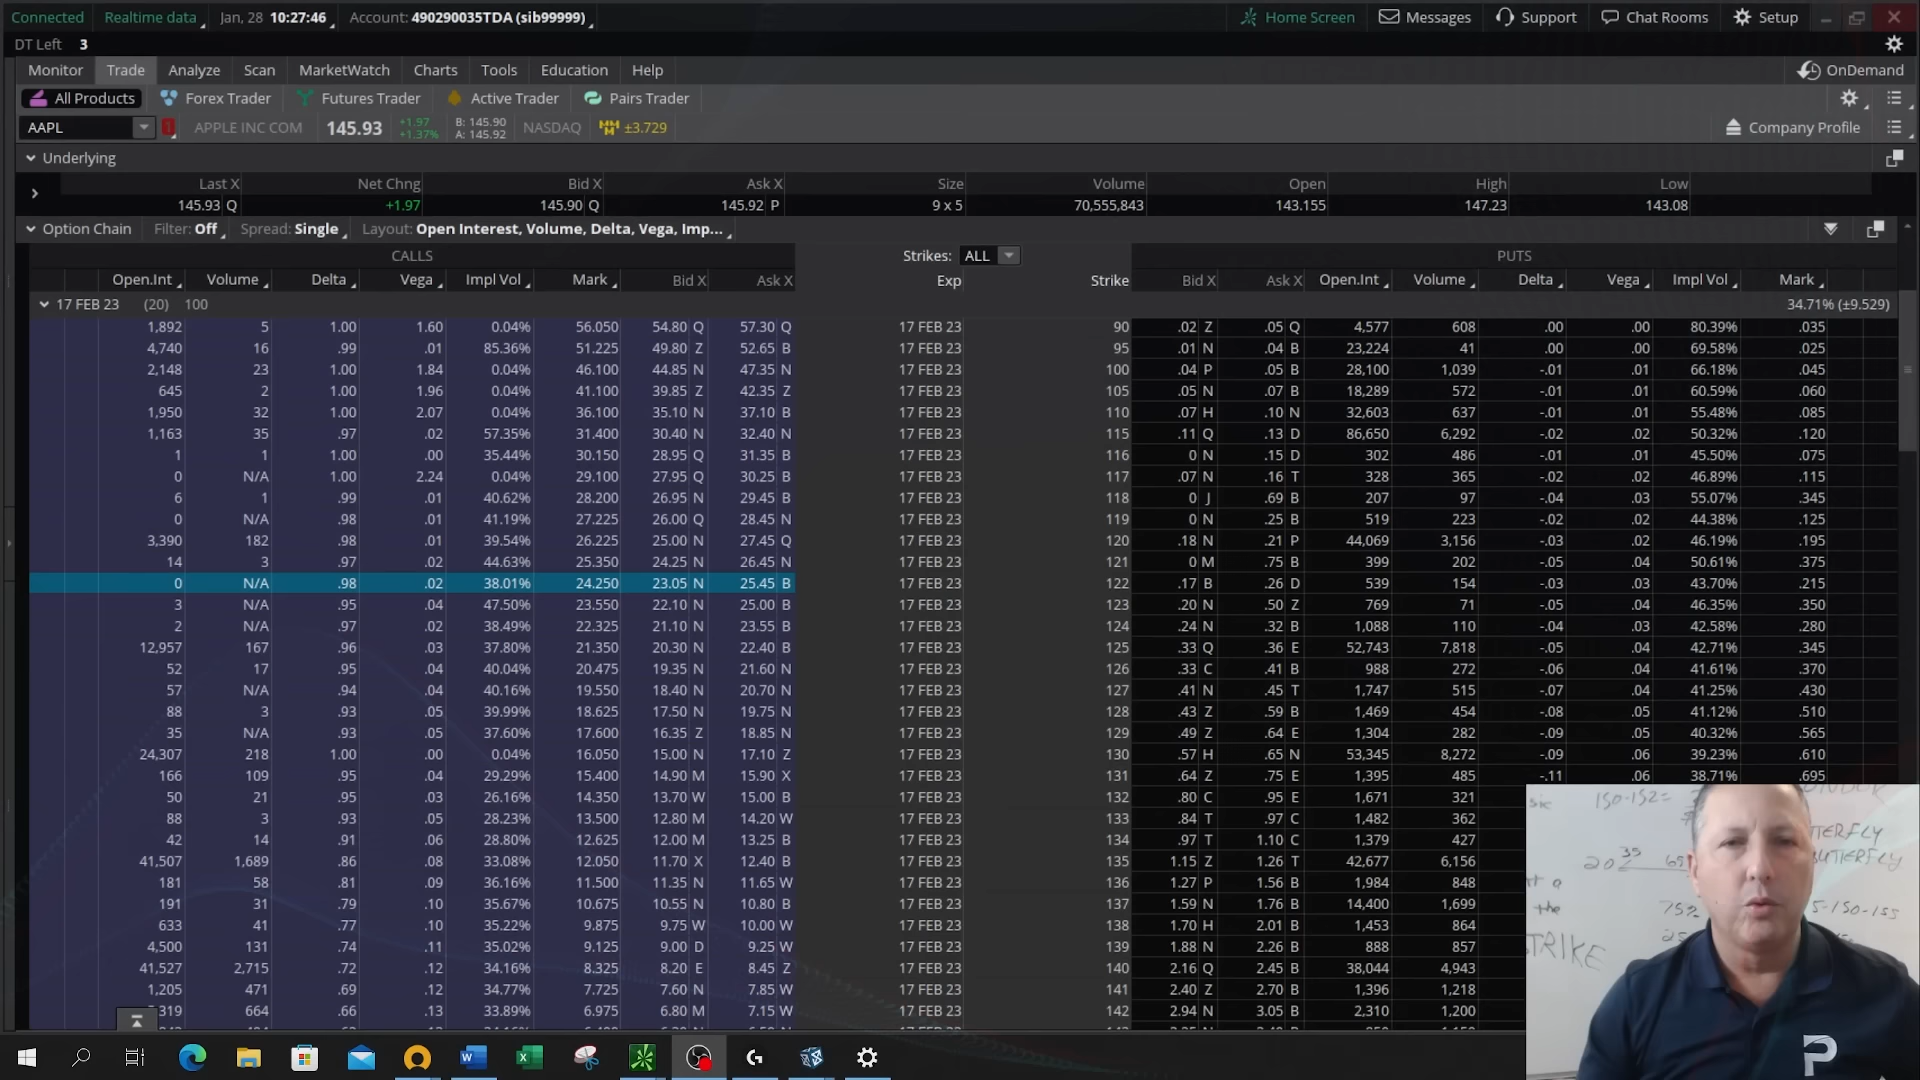 Connected Realtime data Jan, 28 10:27:46 Account: 490290035TDA (sib99999) Home Screen Messages Support Chat Rooms Setup
DT Left 3
Monitor Trade Analyze Scan MarketWatch Charts Tools Education Help OnDemand
All Products Forex Trader Futures Trader Active Trader Pairs Trader
AAPL APPLE INC COM 145.93 +1.97 +1.37% B: 145.90 A: 145.92 NASDAQ ±3.729 Company Profile
Underlying
Last X Net Chng Bid X Ask X Size Volume Open High Low
145.93 Q +1.97 145.90 Q 145.92 P 9 x 5 70,555,843 143.155 147.23 143.08
Option Chain Filter: Off Spread: Single Layout: Open Interest, Volume, Delta, Vega, Imp...
CALLS Strikes: ALL PUTS
Open.Int Volume Delta Vega Impl Vol Mark Bid X Ask X Exp Strike Bid X Ask X Open.Int Volume Delta Vega Impl Vol Mark
17 FEB 23 (20) 100 34.71% (±9.529)
1,892 5 1.00 1.60 0.04% 56.050 54.80 Q 57.30 Q 17 FEB 23 90 .02 Z .05 Q 4,577 608 .00 .00 80.39% .035
4,740 16 .99 .01 85.36% 51.225 49.80 Z 52.65 B 17 FEB 23 95 .01 N .04 B 23,224 41 .00 .00 69.58% .025
2,148 23 1.00 1.84 0.04% 46.100 44.85 N 47.35 N 17 FEB 23 100 .04 P .05 B 28,100 1,039 -.01 .01 66.18% .045
645 2 1.00 1.96 0.04% 41.100 39.85 Z 42.35 Z 17 FEB 23 105 .05 N .07 B 18,289 572 -.01 .01 60.59% .060
1,950 32 1.00 2.07 0.04% 36.100 35.10 N 37.10 B 17 FEB 23 110 .07 H .10 N 32,603 637 -.01 .01 55.48% .085
1,163 35 .97 .02 57.35% 31.400 30.40 N 32.40 N 17 FEB 23 115 .11 Q .13 D 86,650 6,292 -.02 .02 50.32% .120
1 1 1.00 .00 35.44% 30.150 28.95 Q 31.35 B 17 FEB 23 116 0 N .15 D 302 486 -.01 .01 45.50% .075
0 N/A 1.00 2.24 0.04% 29.100 27.95 Q 30.25 B 17 FEB 23 117 .07 N .16 T 328 365 -.02 .02 46.89% .115
6 1 .99 .01 40.62% 28.200 26.95 N 29.45 B 17 FEB 23 118 0 J .69 B 207 97 -.04 .03 55.07% .345
0 N/A .98 .01 41.19% 27.225 26.00 Q 28.45 N 17 FEB 23 119 0 N .25 B 519 223 -.02 .02 44.38% .125
3,390 182 .98 .01 39.54% 26.225 25.00 N 27.45 Q 17 FEB 23 120 .18 N .21 P 44,069 3,156 -.03 .02 46.19% .195
14 3 .97 .02 44.63% 25.350 24.25 N 26.45 N 17 FEB 23 121 0 M .75 B 399 202 -.05 .04 50.61% .375
0 N/A .98 .02 38.01% 24.250 23.05 N 25.45 B 17 FEB 23 122 .17 B .26 D 539 154 -.03 .03 43.70% .215
3 N/A .95 .04 47.50% 23.550 22.10 N 25.00 B 17 FEB 23 123 .20 N .50 Z 769 71 -.05 .04 46.35% .350
2 N/A .97 .02 38.49% 22.325 21.10 N 23.55 B 17 FEB 23 124 .24 N .32 B 1,088 110 -.04 .03 42.58% .280
12,957 167 .96 .03 37.80% 21.350 20.30 N 22.40 B 17 FEB 23 125 .33 Q .36 E 52,743 7,818 -.05 .04 42.71% .345
52 17 .95 .04 40.04% 20.475 19.35 N 21.60 N 17 FEB 23 126 .33 C .41 B 988 272 -.06 .04 41.61% .370
57 N/A .94 .04 40.16% 19.550 18.40 N 20.70 N 17 FEB 23 127 .41 N .45 T 1,747 515 -.07 .04 41.25% .430
88 3 .93 .05 39.99% 18.625 17.50 N 19.75 N 17 FEB 23 128 .43 Z .59 B 1,469 454 -.08 .05 41.12% .510
35 N/A .93 .05 37.60% 17.600 16.35 Z 18.85 N 17 FEB 23 129 .49 Z .64 E 1,304 282 -.09 .05 40.32% .565
24,307 218 1.00 .00 0.04% 16.050 15.00 N 17.10 Z 17 FEB 23 130 .57 H .65 N 53,345 8,272 -.09 .06 39.23% .610
166 109 .95 .04 29.29% 15.400 14.90 M 15.90 X 17 FEB 23 131 .64 Z .75 E 1,395 485 -.11 .06 38.71% .695
50 21 .95 .03 26.16% 14.350 13.70 W 15.00 B 17 FEB 23 132 .80 C .95 E 1,671 321
88 3 .93 .05 28.23% 13.500 12.80 M 14.20 W 17 FEB 23 133 .84 T .97 C 1,482 362
42 14 .91 .06 28.80% 12.625 12.00 M 13.25 B 17 FEB 23 134 .97 T 1.10 C 1,379 427
41,507 1,689 .86 .08 33.08% 12.050 11.70 X 12.40 B 17 FEB 23 135 1.15 Z 1.26 T 42,677 6,156
181 58 .81 .09 36.16% 11.500 11.35 N 11.65 W 17 FEB 23 136 1.27 P 1.56 B 1,984 848
191 31 .79 .10 35.67% 10.675 10.55 N 10.80 B 17 FEB 23 137 1.59 N 1.76 B 14,400 1,699
633 41 .77 .10 35.22% 9.875 9.75 W 10.00 W 17 FEB 23 138 1.70 H 2.01 B 1,453 864
4,500 131 .74 .11 35.02% 9.125 9.00 D 9.25 W 17 FEB 23 139 1.88 N 2.26 B 888 857
41,527 2,715 .72 .12 34.16% 8.325 8.20 E 8.45 Z 17 FEB 23 140 2.16 Q 2.45 B 38,044 4,943
1,205 471 .69 .12 34.77% 7.725 7.60 N 7.85 W 17 FEB 23 141 2.40 Z 2.70 B 1,396 1,218
319 664 .66 .13 33.89% 6.975 6.80 M 7.15 W 17 FEB 23 142 2.94 N 3.05 B 2,310 1,200
150-152=
20 35
the
STRIKE
5-150-155
P